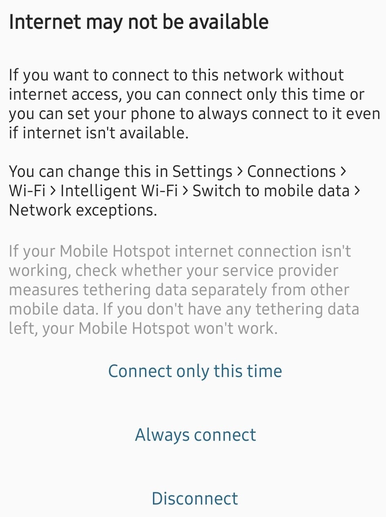 Internet may not be available
If you want to connect to this network without
internet access, you can connect only this time or
you can set your phone to always connect to it even
if internet isn't available.
You can change this in Settings > Connections >
Wi-Fi > Intelligent Wi-Fi > Switch to mobile data >
Network exceptions.
If your Mobile Hotspot internet connection isn't
working, check whether your service provider
measures tethering data separately from other
mobile data. If you don't have any tethering data
left, your Mobile Hotspot won't work.
Connect only this time
Always connect
Disconnect